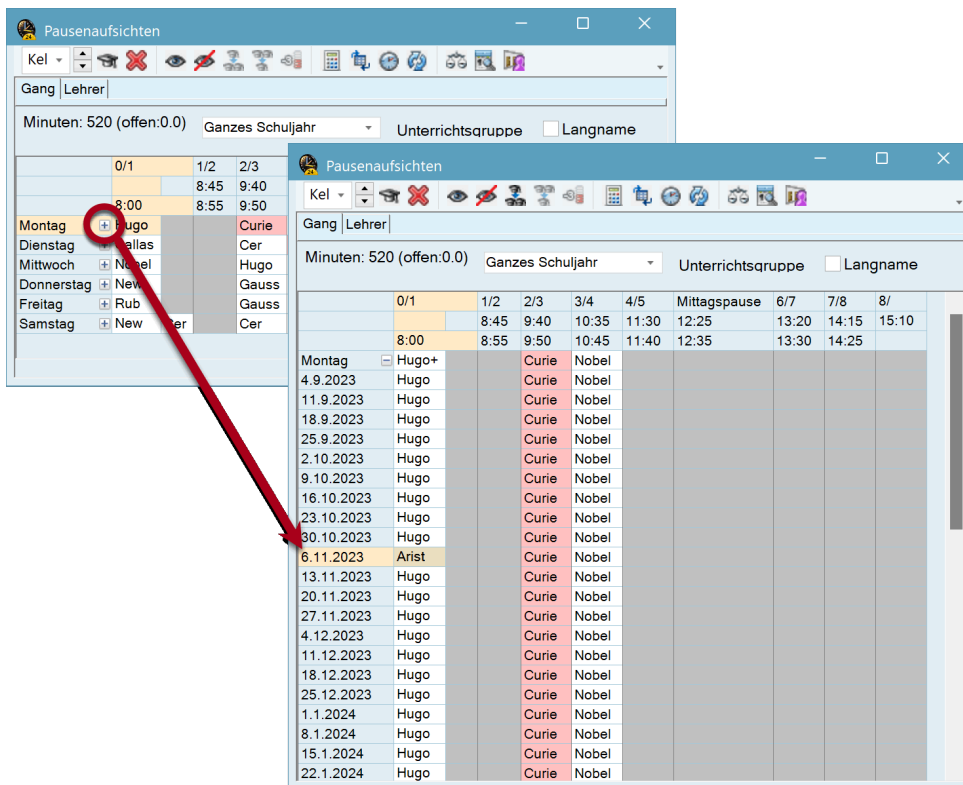 Pausenaufsichten
Kel
Gang Lehrer
Minuten: 520 (offen:0.0) Ganzes Schuljahr Unterrichtsgruppe Langname
0/1 1/2 2/3
8:45 9:40
8:00 8:55 9:50
Montag Hugo Curie
Dienstag Callas Cer
Mittwoch Nobel Hugo
Donnerstag New Gauss
Freitag Rub Gauss
Samstag New Cer Cer
Pausenaufsichten
Kel
Gang Lehrer
Minuten: 520 (offen:0.0) Ganzes Schuljahr Unterrichtsgruppe Langname
0/1 1/2 2/3 3/4 4/5 Mittagspause 6/7 7/8 8/
8:45 9:40 10:35 11:30 12:25 13:20 14:15 15:10
8:00 8:55 9:50 10:45 11:40 12:35 13:30 14:25
Montag Hugo+ Curie Nobel
4.9.2023 Hugo Curie Nobel
11.9.2023 Hugo Curie Nobel
18.9.2023 Hugo Curie Nobel
25.9.2023 Hugo Curie Nobel
2.10.2023 Hugo Curie Nobel
9.10.2023 Hugo Curie Nobel
16.10.2023 Hugo Curie Nobel
23.10.2023 Hugo Curie Nobel
30.10.2023 Hugo Curie Nobel
6.11.2023 Arist Curie Nobel
13.11.2023 Hugo Curie Nobel
20.11.2023 Hugo Curie Nobel
27.11.2023 Hugo Curie Nobel
4.12.2023 Hugo Curie Nobel
11.12.2023 Hugo Curie Nobel
18.12.2023 Hugo Curie Nobel
25.12.2023 Hugo Curie Nobel
1.1.2024 Hugo Curie Nobel
8.1.2024 Hugo Curie Nobel
15.1.2024 Hugo Curie Nobel
22.1.2024 Hugo Curie Nobel